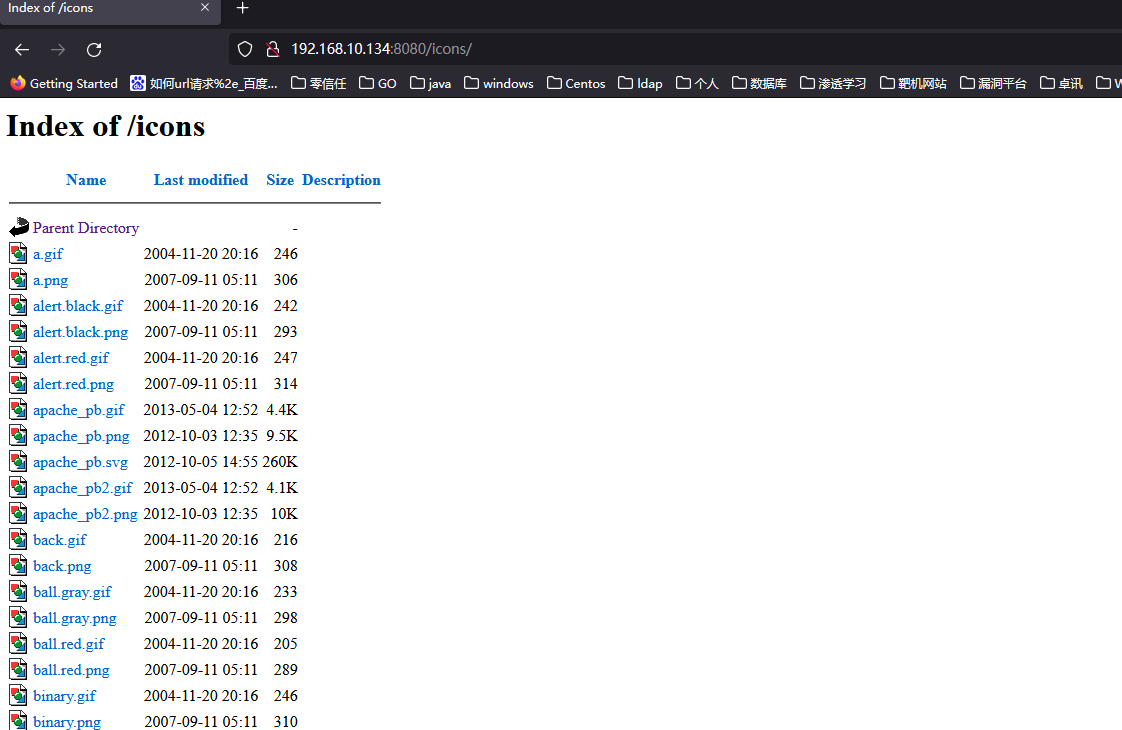 Index of /icons
192.168.10.134:8080/icons/
Getting Started 如何url请求%2e_百度... 零信任 GO java windows Centos ldap 个人 数据库 渗透学习 靶机网站 漏洞平台 卓讯 W
Index of /icons
Name Last modified Size Description
Parent Directory -
a.gif 2004-11-20 20:16 246
a.png 2007-09-11 05:11 306
alert.black.gif 2004-11-20 20:16 242
alert.black.png 2007-09-11 05:11 293
alert.red.gif 2004-11-20 20:16 247
alert.red.png 2007-09-11 05:11 314
apache_pb.gif 2013-05-04 12:52 4.4K
apache_pb.png 2012-10-03 12:35 9.5K
apache_pb.svg 2012-10-05 14:55 260K
apache_pb2.gif 2013-05-04 12:52 4.1K
apache_pb2.png 2012-10-03 12:35 10K
back.gif 2004-11-20 20:16 216
back.png 2007-09-11 05:11 308
ball.gray.gif 2004-11-20 20:16 233
ball.gray.png 2007-09-11 05:11 298
ball.red.gif 2004-11-20 20:16 205
ball.red.png 2007-09-11 05:11 289
binary.gif 2004-11-20 20:16 246
binary.png 2007-09-11 05:11 310